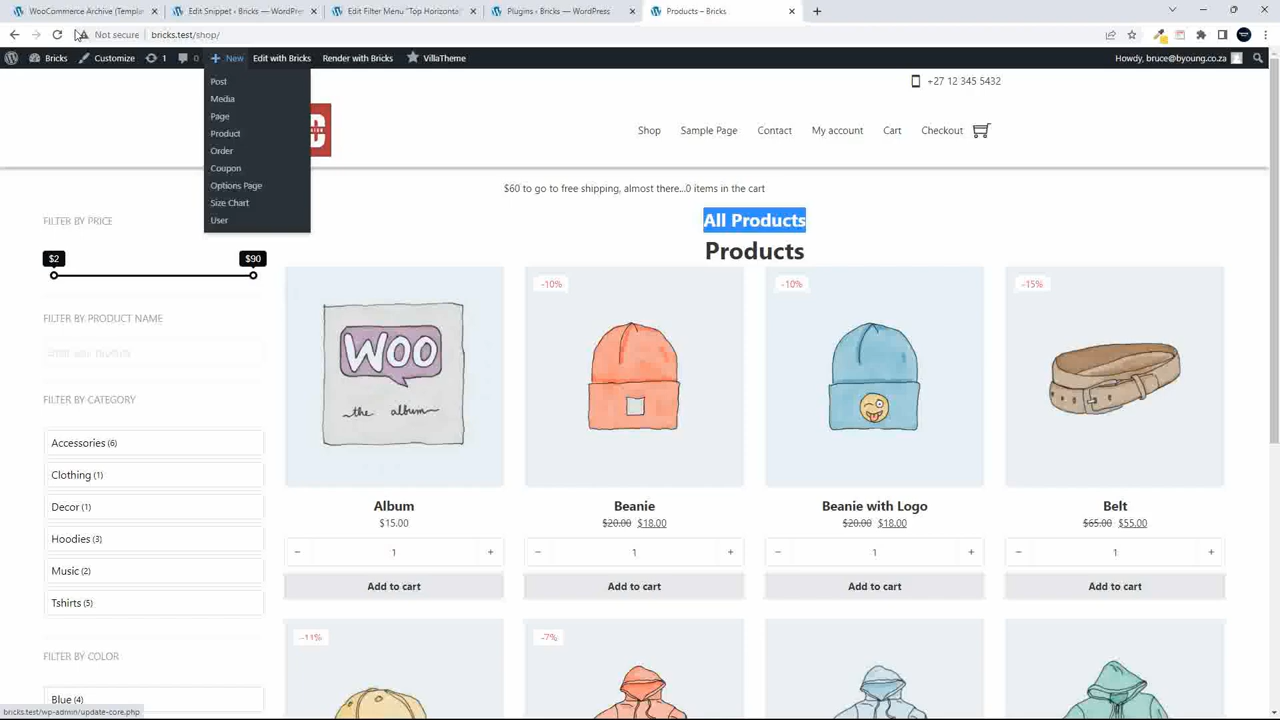 WooCommerce Archive (Templat
Edit Snippet ‹ Bricks — WordPre
Edit Filter Menu "Top Horizonta
Plugins ‹ Bricks — WordPress
Products – Bricks
Not secure
bricks.test/shop/
Bricks
Customize
1
0
New
Edit with Bricks
Render with Bricks
VillaTheme
Howdy, bruce@byoung.co.za
Post
Media
Page
Product
Order
Coupon
Options Page
Size Chart
User
+27 12 345 5432
Shop
Sample Page
Contact
My account
Cart
Checkout
$60 to go to free shipping, almost there...0 items in the cart
All Products
Products
FILTER BY PRICE
$2
$90
FILTER BY PRODUCT NAME
FILTER BY CATEGORY
Accessories (6)
Clothing (1)
Decor (1)
Hoodies (3)
Music (2)
Tshirts (5)
FILTER BY COLOR
Blue (4)
WOO
the album
Album
$15.00
− 1 +
Add to cart
-10%
Beanie
$20.00 $18.00
− 1 +
Add to cart
-10%
Beanie with Logo
$20.00 $18.00
− 1 +
Add to cart
-15%
Belt
$65.00 $55.00
− 1 +
Add to cart
-11%
-7%
bricks.test/wp-admin/update-core.php